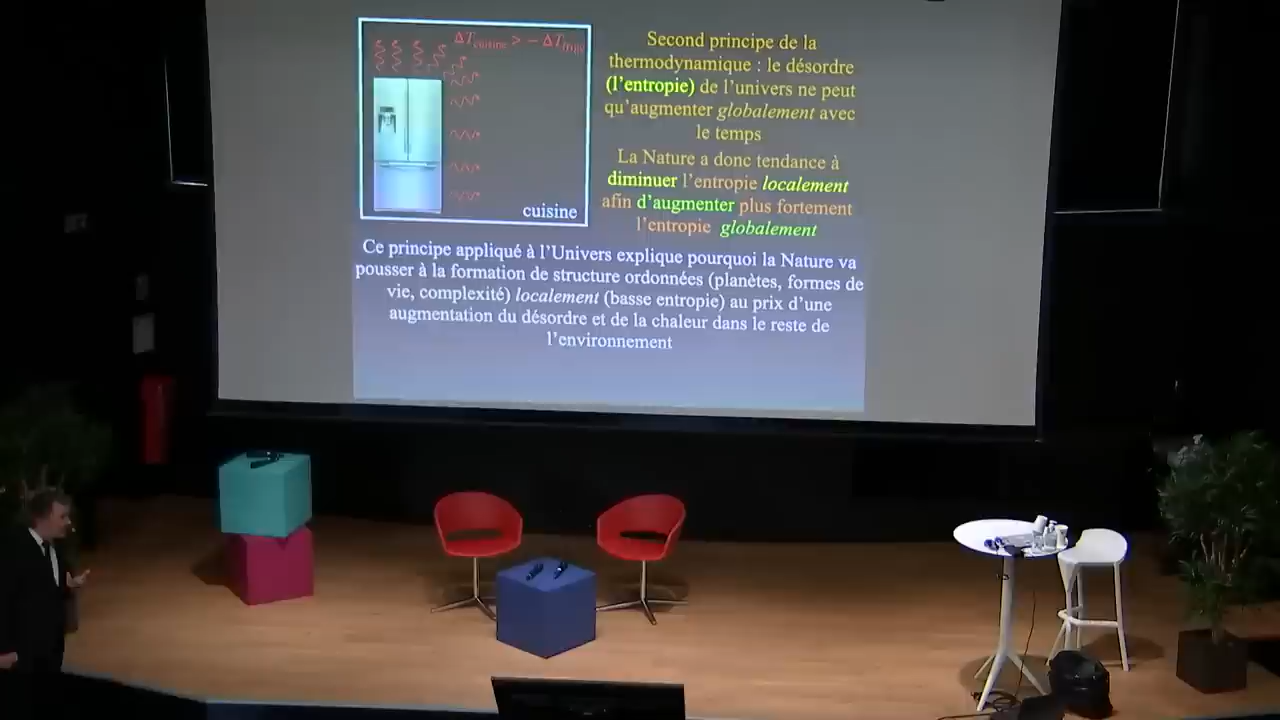 ΔT_cuisine > − ΔT_frigo
cuisine
Second principe de la
thermodynamique : le désordre
(l'entropie) de l'univers ne peut
qu'augmenter globalement avec
le temps
La Nature a donc tendance à
diminuer l'entropie localement
afin d'augmenter plus fortement
l'entropie globalement
Ce principe appliqué à l'Univers explique pourquoi la Nature va
pousser à la formation de structure ordonnées (planètes, formes de
vie, complexité) localement (basse entropie) au prix d'une
augmentation du désordre et de la chaleur dans le reste de
l'environnement